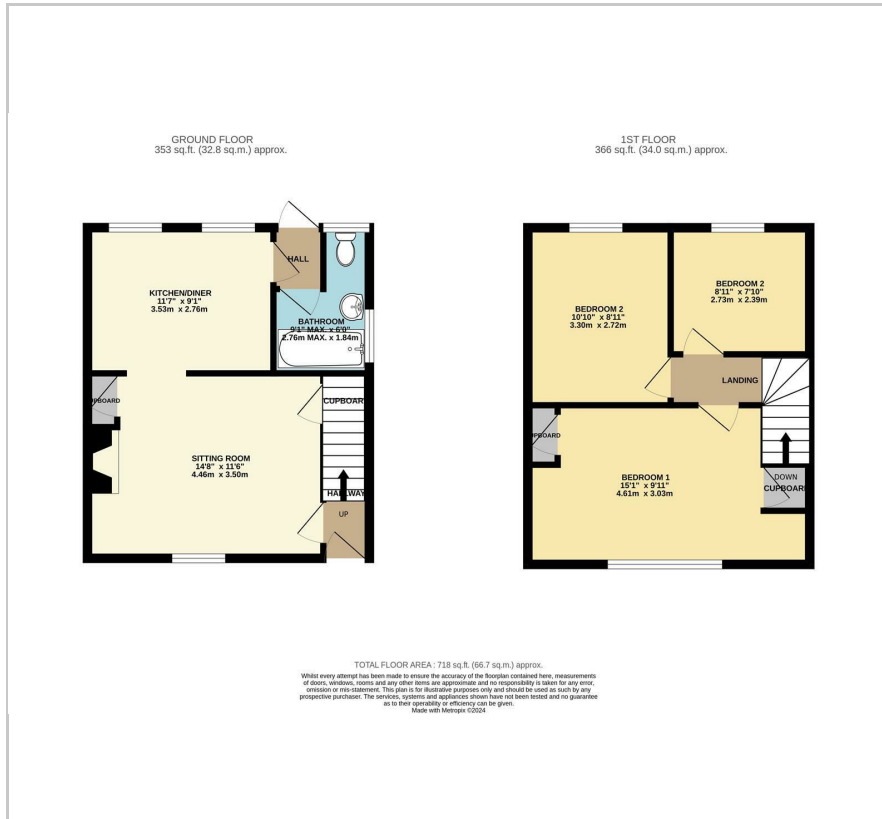 GROUND FLOOR
353 sq.ft. (32.8 sq.m.) approx.
HALL
KITCHEN/DINER
11'7" x 9'1"
3.53m x 2.76m
BATHROOM
9'1" MAX. x 6'0"
2.76m MAX. x 1.84m
CUPBOARD
SITTING ROOM
14'8" x 11'6"
4.46m x 3.50m
HALLWAY
UP
1ST FLOOR
366 sq.ft. (34.0 sq.m.) approx.
BEDROOM 2
10'10" x 8'11"
3.30m x 2.72m
BEDROOM 2
8'11" x 7'10"
2.73m x 2.39m
LANDING
BEDROOM 1
15'1" x 9'11"
4.61m x 3.03m
DOWN
CUPBOARD
TOTAL FLOOR AREA : 718 sq.ft. (66.7 sq.m.) approx.
Whilst every attempt has been made to ensure the accuracy of the floorplan contained here, measurements
of doors, windows, rooms and any other items are approximate and no responsibility is taken for any error,
omission or mis-statement. This plan is for illustrative purposes only and should be used as such by any
prospective purchaser. The services, systems and appliances shown have not been tested and no guarantee
as to their operability or efficiency can be given.
Made with Metropix ©2024